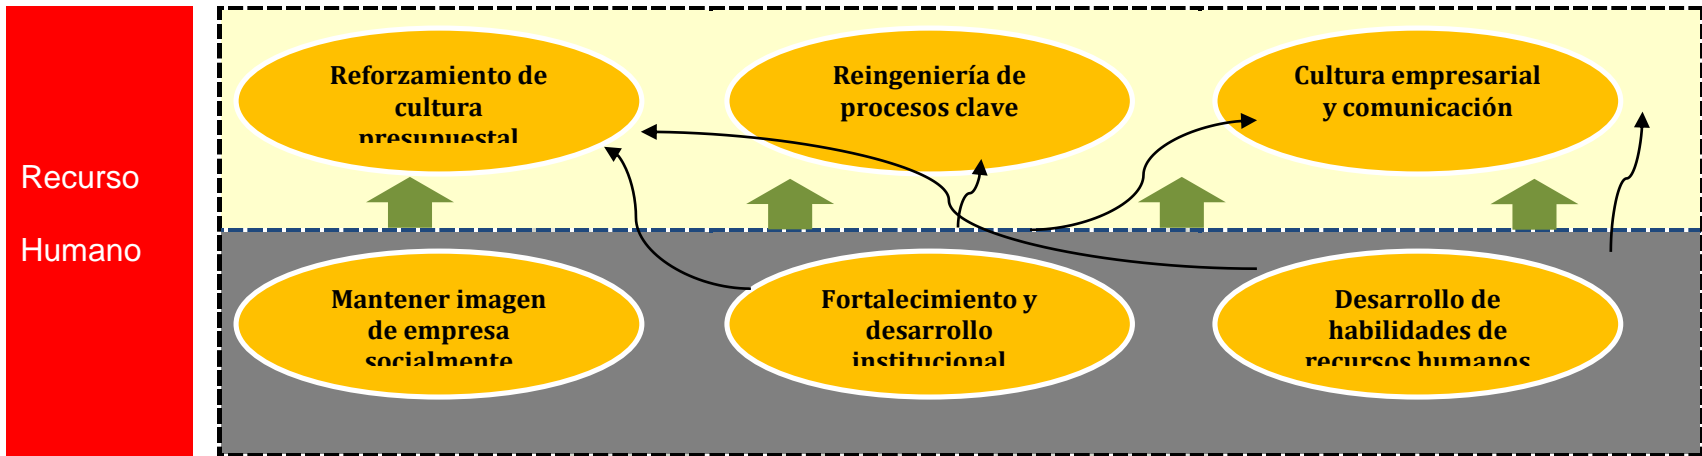 Recurso
Humano
Reforzamiento de
cultura
presupuestal
Reingeniería de
procesos clave
Cultura empresarial
y comunicación
Mantener imagen
de empresa
socialmente
Fortalecimiento y
desarrollo
institucional
Desarrollo de
habilidades de
recursos humanos